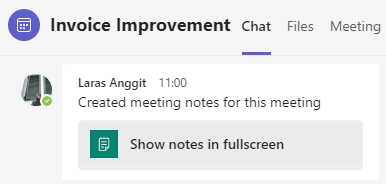 Invoice Improvement Chat Files Meeting
Laras Anggit 11:00
Created meeting notes for this meeting
Show notes in fullscreen